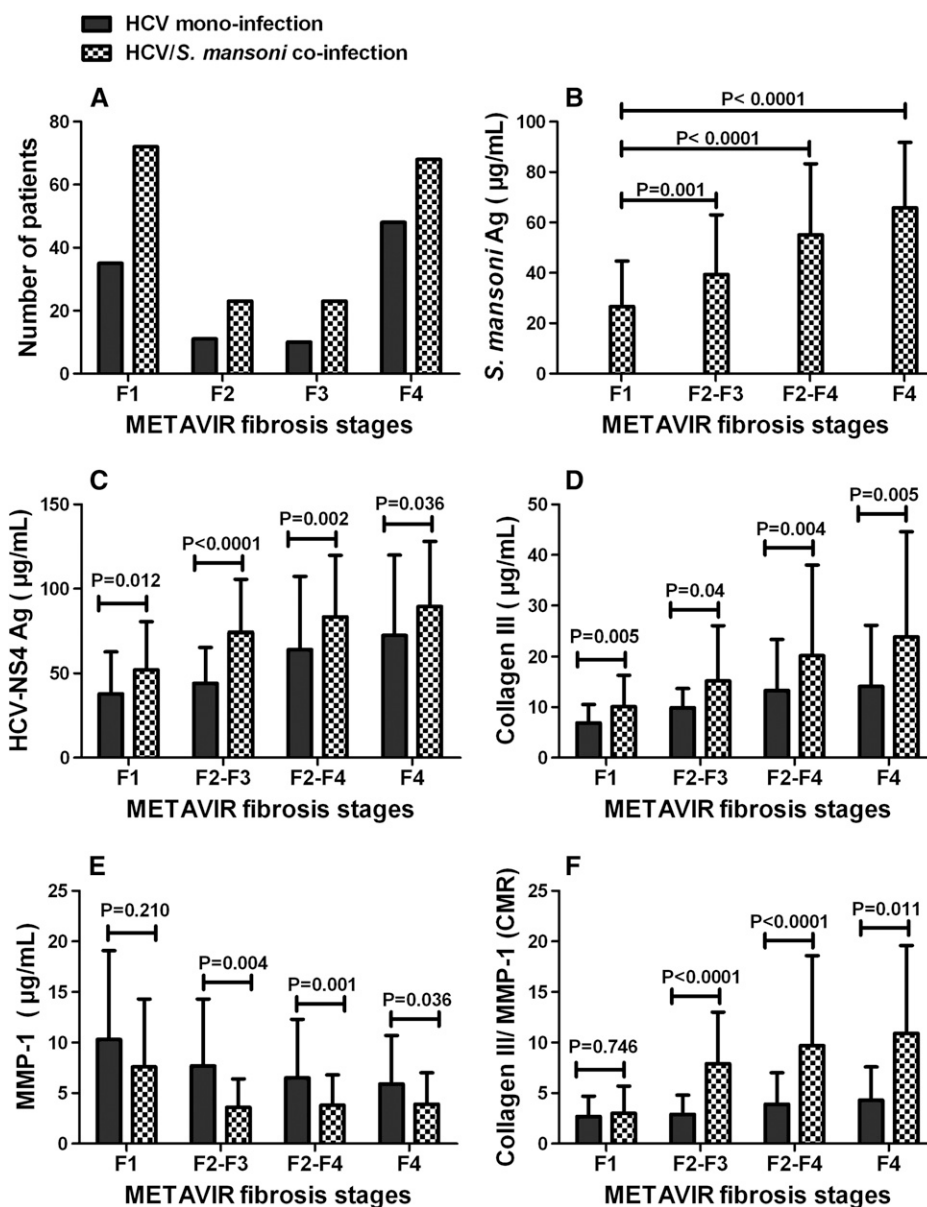 HCV mono-infection
HCV/S. mansoni co-infection
A
Number of patients
80
60
40
20
0
F1 F2 F3 F4
METAVIR fibrosis stages
B
S. mansoni Ag ( µg/mL)
100
80
60
40
20
0
P< 0.0001
P< 0.0001
P=0.001
F1 F2-F3 F2-F4 F4
METAVIR fibrosis stages
C
HCV-NS4 Ag ( µg/mL)
150
100
50
0
P=0.012
P<0.0001
P=0.002
P=0.036
F1 F2-F3 F2-F4 F4
METAVIR fibrosis stages
D
Collagen III ( µg/mL)
50
40
30
20
10
0
P=0.005
P=0.04
P=0.004
P=0.005
F1 F2-F3 F2-F4 F4
METAVIR fibrosis stages
E
MMP-1 ( µg/mL)
25
20
15
10
5
0
P=0.210
P=0.004
P=0.001
P=0.036
F1 F2-F3 F2-F4 F4
METAVIR fibrosis stages
F
Collagen III/ MMP-1 (CMR)
25
20
15
10
5
0
P=0.746
P<0.0001
P<0.0001
P=0.011
F1 F2-F3 F2-F4 F4
METAVIR fibrosis stages